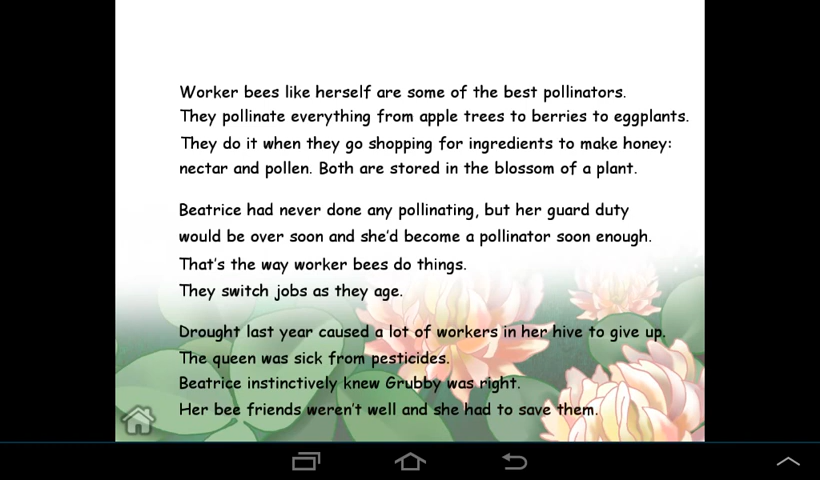 Worker bees like herself are some of the best pollinators.
They pollinate everything from apple trees to berries to eggplants.
They do it when they go shopping for ingredients to make honey:
nectar and pollen. Both are stored in the blossom of a plant.
Beatrice had never done any pollinating, but her guard duty
would be over soon and she'd become a pollinator soon enough.
That's the way worker bees do things.
They switch jobs as they age.
Drought last year caused a lot of workers in her hive to give up.
The queen was sick from pesticides.
Beatrice instinctively knew Grubby was right.
Her bee friends weren't well and she had to save them.